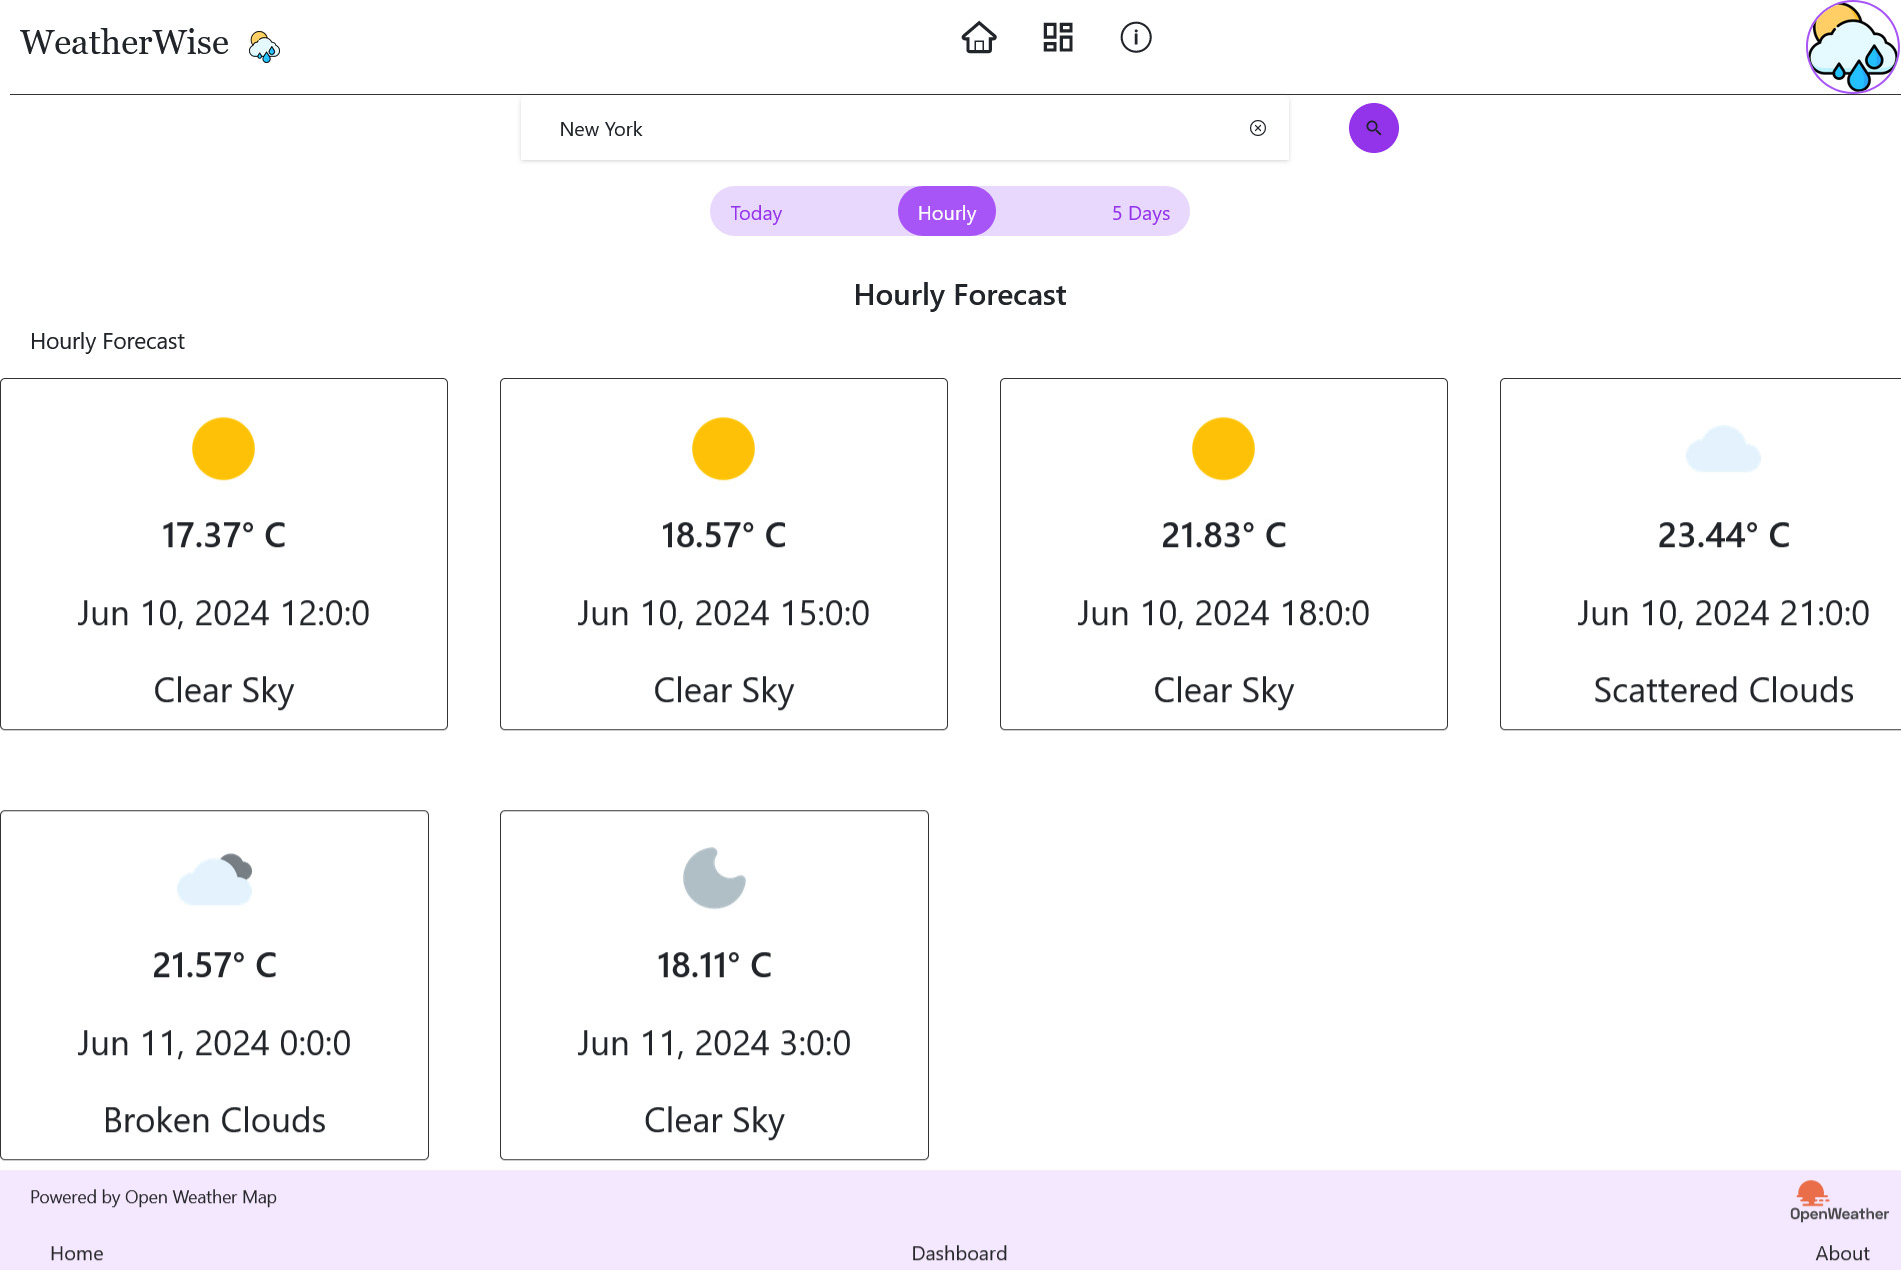 WeatherWise
New York
Today
Hourly
5 Days
Hourly Forecast
Hourly Forecast
17.37° C
Jun 10, 2024 12:0:0
Clear Sky
18.57° C
Jun 10, 2024 15:0:0
Clear Sky
21.83° C
Jun 10, 2024 18:0:0
Clear Sky
23.44° C
Jun 10, 2024 21:0:0
Scattered Clouds
21.57° C
Jun 11, 2024 0:0:0
Broken Clouds
18.11° C
Jun 11, 2024 3:0:0
Clear Sky
Powered by Open Weather Map
OpenWeather
Home
Dashboard
About